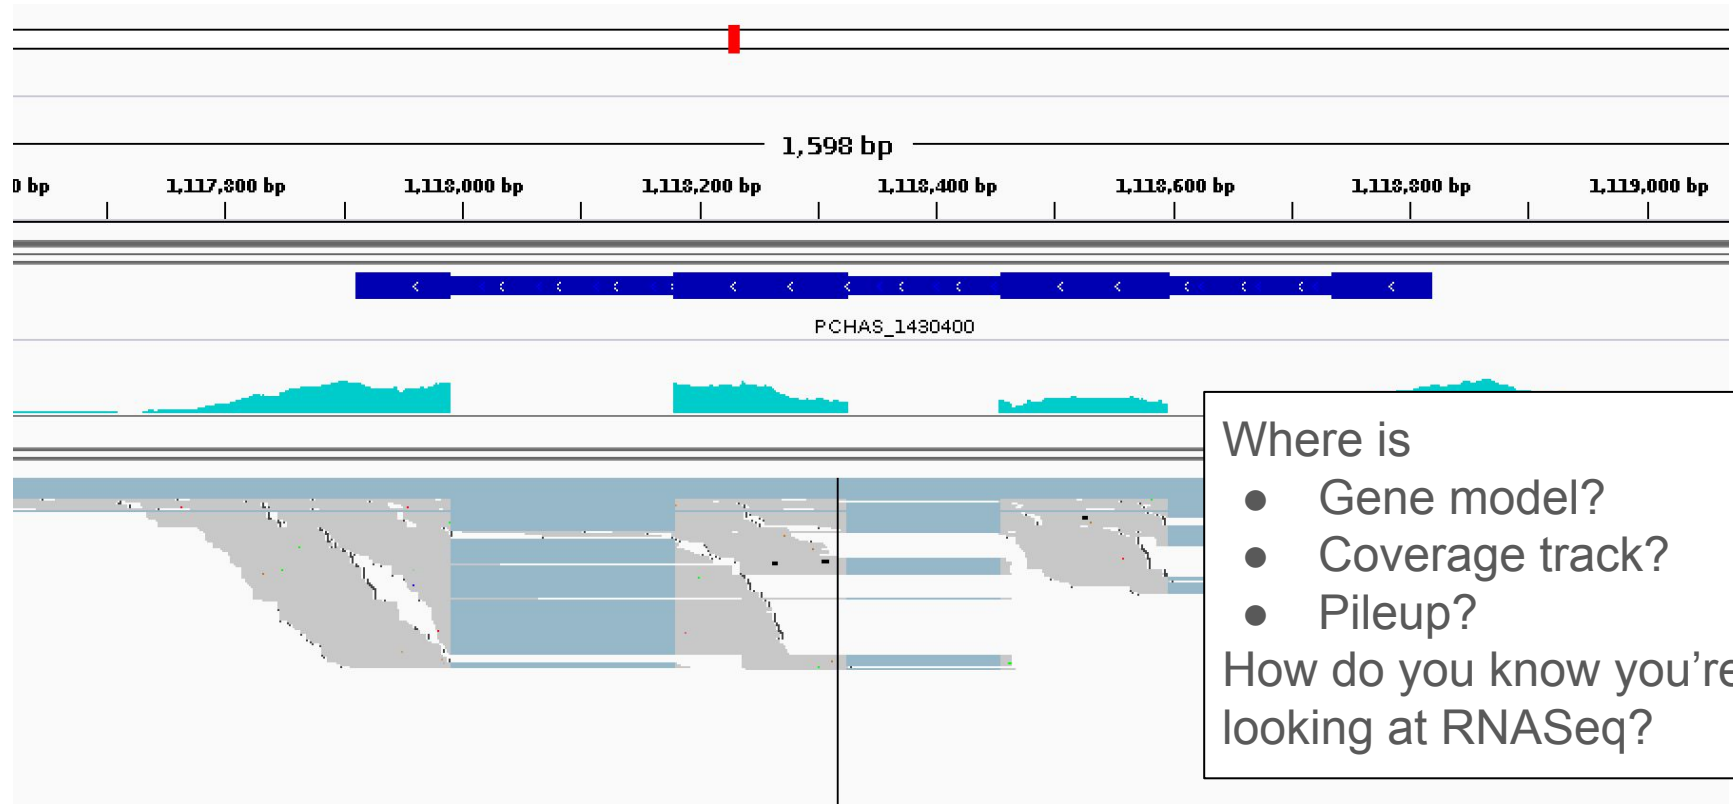 1,598 bp
0 bp 1,117,800 bp 1,118,000 bp 1,118,200 bp 1,118,400 bp 1,118,600 bp 1,118,800 bp 1,119,000 bp
PCHAS_1430400
Where is
● Gene model?
● Coverage track?
● Pileup?
How do you know you're
looking at RNASeq?